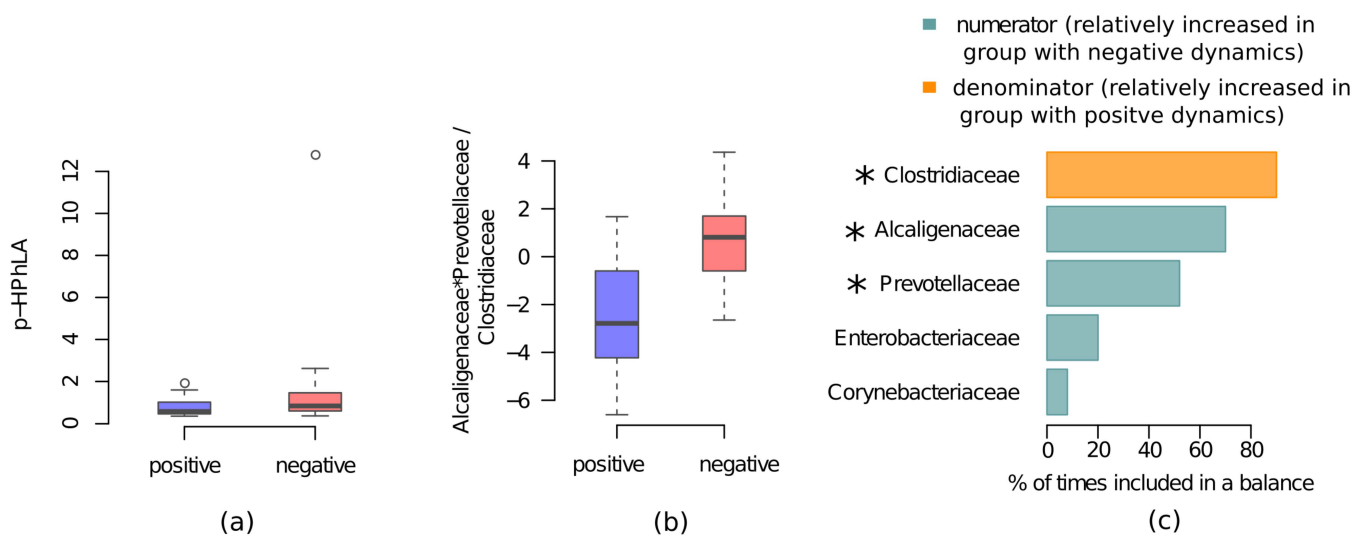 numerator (relatively increased in
group with negative dynamics)
denominator (relatively increased in
group with positve dynamics)
p−HPhLA
0
2
4
6
8
10
12
positive
negative
(a)
Alcaligenaceae*Prevotellaceae /
Clostridiaceae
4
2
0
−2
−4
−6
positive
negative
(b)
* Clostridiaceae
* Alcaligenaceae
* Prevotellaceae
Enterobacteriaceae
Corynebacteriaceae
0 20 40 60 80
% of times included in a balance
(c)